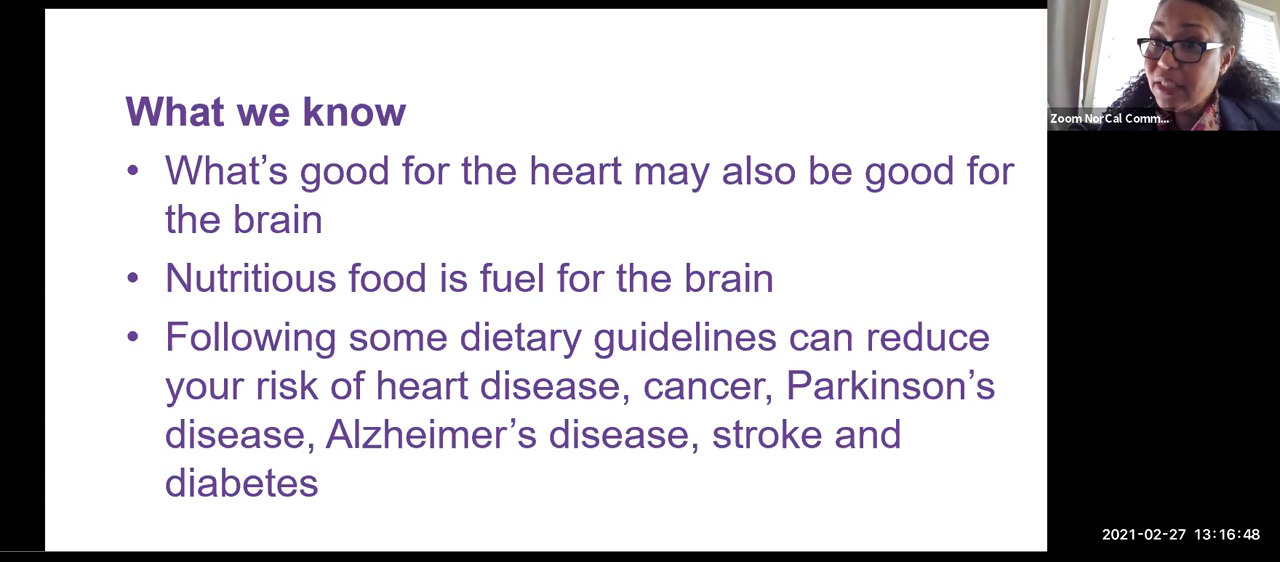 What we know
• What’s good for the heart may also be good for
the brain
• Nutritious food is fuel for the brain
• Following some dietary guidelines can reduce
your risk of heart disease, cancer, Parkinson’s
disease, Alzheimer’s disease, stroke and
diabetes
Zoom NorCal Comm...
2021-02-27 13:16:48